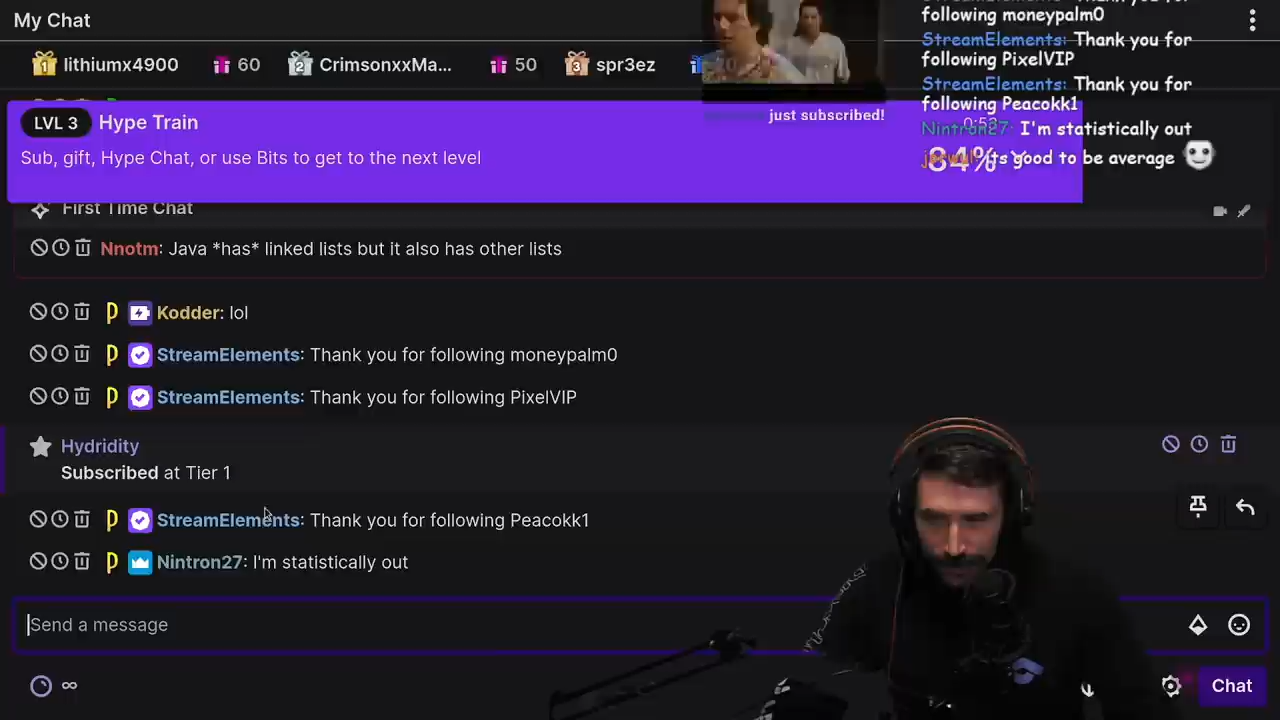 My Chat
lithiumx4900 60 CrimsonxxMa... 50 spr3ez
just subscribed!
following moneypalm0
StreamElements: Thank you for
following PixelVIP
StreamElements: Thank you for
following Peacokk1
Nintron27: I'm statistically out
its good to be average
LVL 3 Hype Train
84%
Sub, gift, Hype Chat, or use Bits to get to the next level
First Time Chat
Nnotm: Java *has* linked lists but it also has other lists
Kodder: lol
StreamElements: Thank you for following moneypalm0
StreamElements: Thank you for following PixelVIP
Hydridity
Subscribed at Tier 1
StreamElements: Thank you for following Peacokk1
Nintron27: I'm statistically out
Send a message
Chat